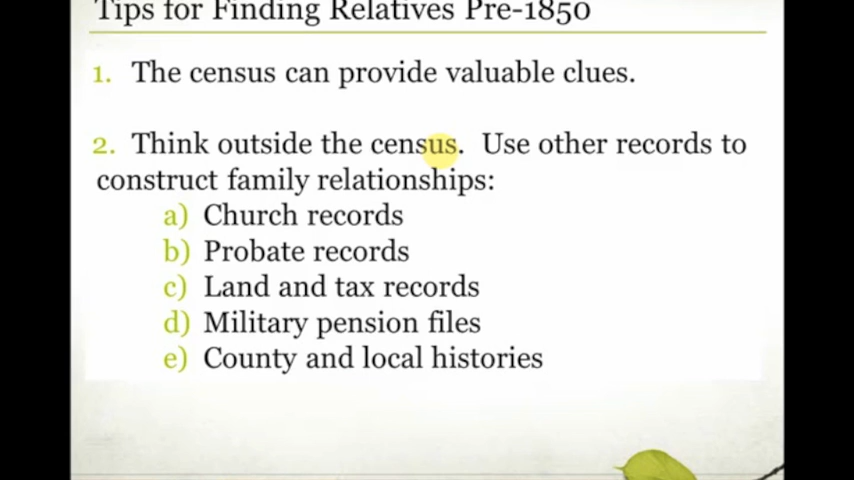 Tips for Finding Relatives Pre-1850
1. The census can provide valuable clues.
2. Think outside the census. Use other records to
construct family relationships:
a) Church records
b) Probate records
c) Land and tax records
d) Military pension files
e) County and local histories